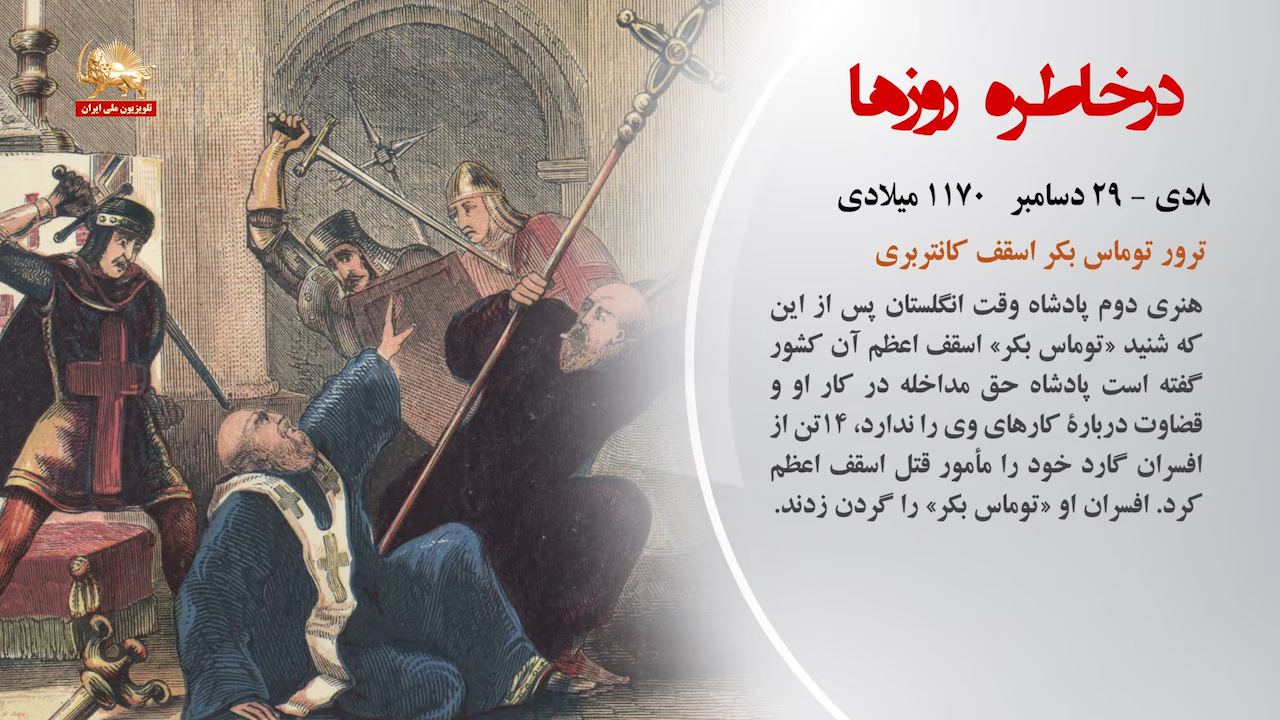 تلویزیون ملی ایران
در خاطره روزها
۸دی - ۲۹ دسامبر ۱۱۷۰ میلادی
ترور توماس بکر اسقف کانتربری
هنری دوم پادشاه وقت انگلستان پس از این
که شنید «توماس بکر» اسقف اعظم آن کشور
گفته است پادشاه حق مداخله در کار او و
قضاوت دربارهٔ کارهای وی را ندارد، ۱۴تن از
افسران گارد خود را مأمور قتل اسقف اعظم
کرد. افسران او «توماس بکر» را گردن زدند.